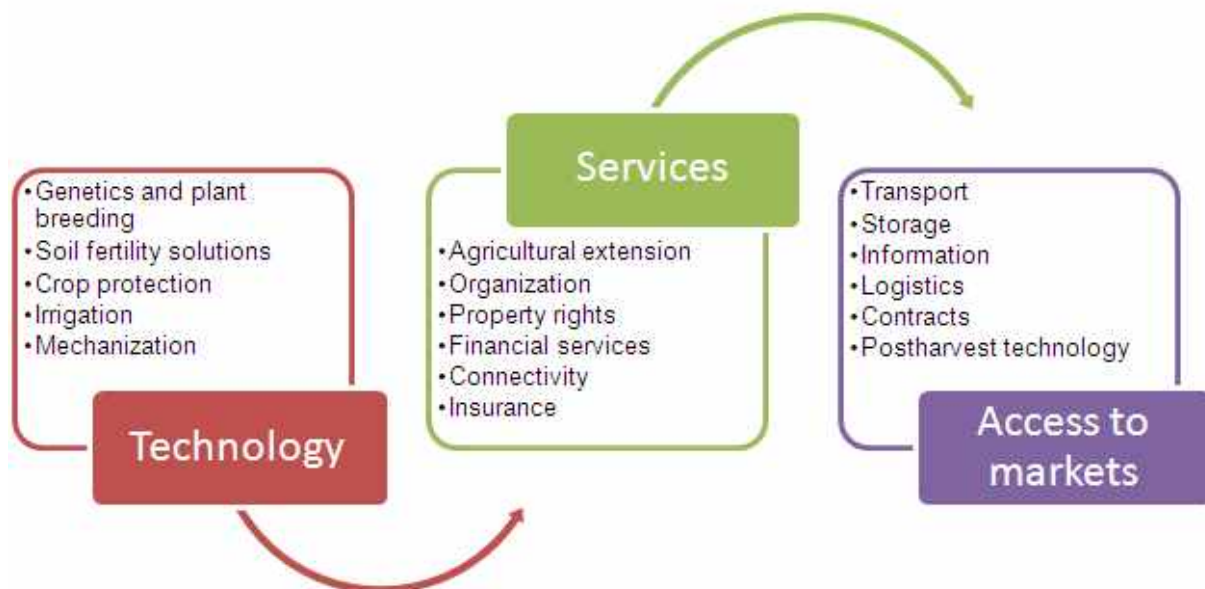 •Genetics and plant
breeding
•Soil fertility solutions
•Crop protection
•Irrigation
•Mechanization
Technology
Services
•Agricultural extension
•Organization
•Property rights
•Financial services
•Connectivity
•Insurance
•Transport
•Storage
•Information
•Logistics
•Contracts
•Postharvest technology
Access to
markets